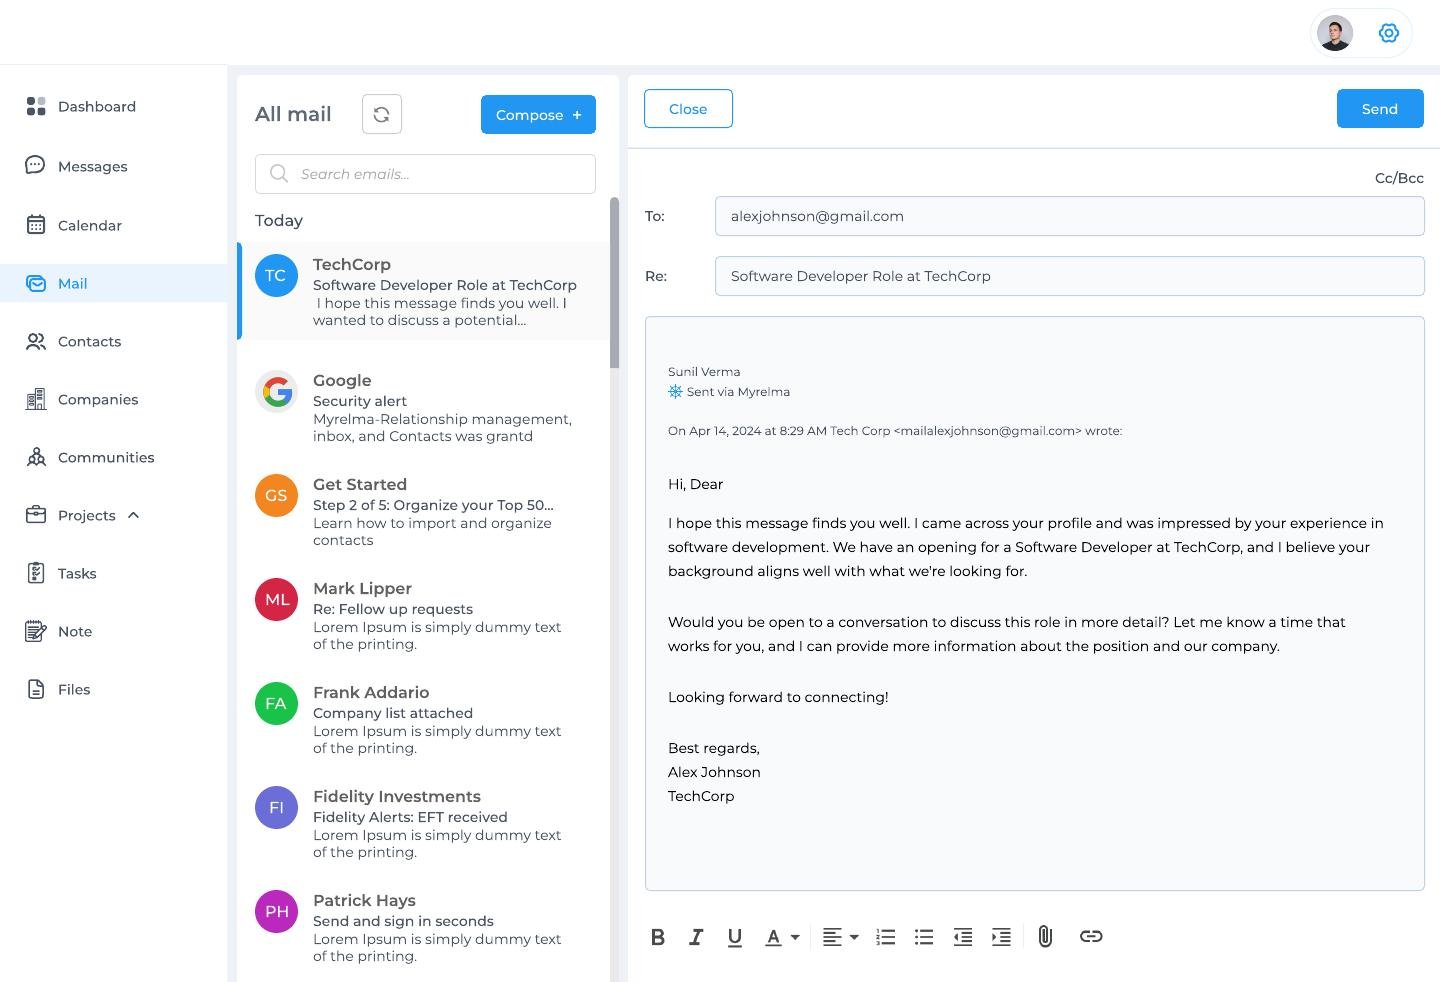 Dashboard
Messages
Calendar
Mail
Contacts
Companies
Communities
Projects
Tasks
Note
Files
All mail
Compose +
Search emails...
Today
TC
TechCorp
Software Developer Role at TechCorp
I hope this message finds you well. I
wanted to discuss a potential...
Google
Security alert
Myrelma-Relationship management,
inbox, and Contacts was grantd
GS
Get Started
Step 2 of 5: Organize your Top 50...
Learn how to import and organize
contacts
ML
Mark Lipper
Re: Fellow up requests
Lorem Ipsum is simply dummy text
of the printing.
FA
Frank Addario
Company list attached
Lorem Ipsum is simply dummy text
of the printing.
FI
Fidelity Investments
Fidelity Alerts: EFT received
Lorem Ipsum is simply dummy text
of the printing.
PH
Patrick Hays
Send and sign in seconds
Lorem Ipsum is simply dummy text
of the printing.
Close
Send
Cc/Bcc
To:
alexjohnson@gmail.com
Re:
Software Developer Role at TechCorp
Sunil Verma
Sent via Myrelma
On Apr 14, 2024 at 8:29 AM Tech Corp <mailalexjohnson@gmail.com> wrote:
Hi, Dear
I hope this message finds you well. I came across your profile and was impressed by your experience in
software development. We have an opening for a Software Developer at TechCorp, and I believe your
background aligns well with what we're looking for.
Would you be open to a conversation to discuss this role in more detail? Let me know a time that
works for you, and I can provide more information about the position and our company.
Looking forward to connecting!
Best regards,
Alex Johnson
TechCorp
B I U A